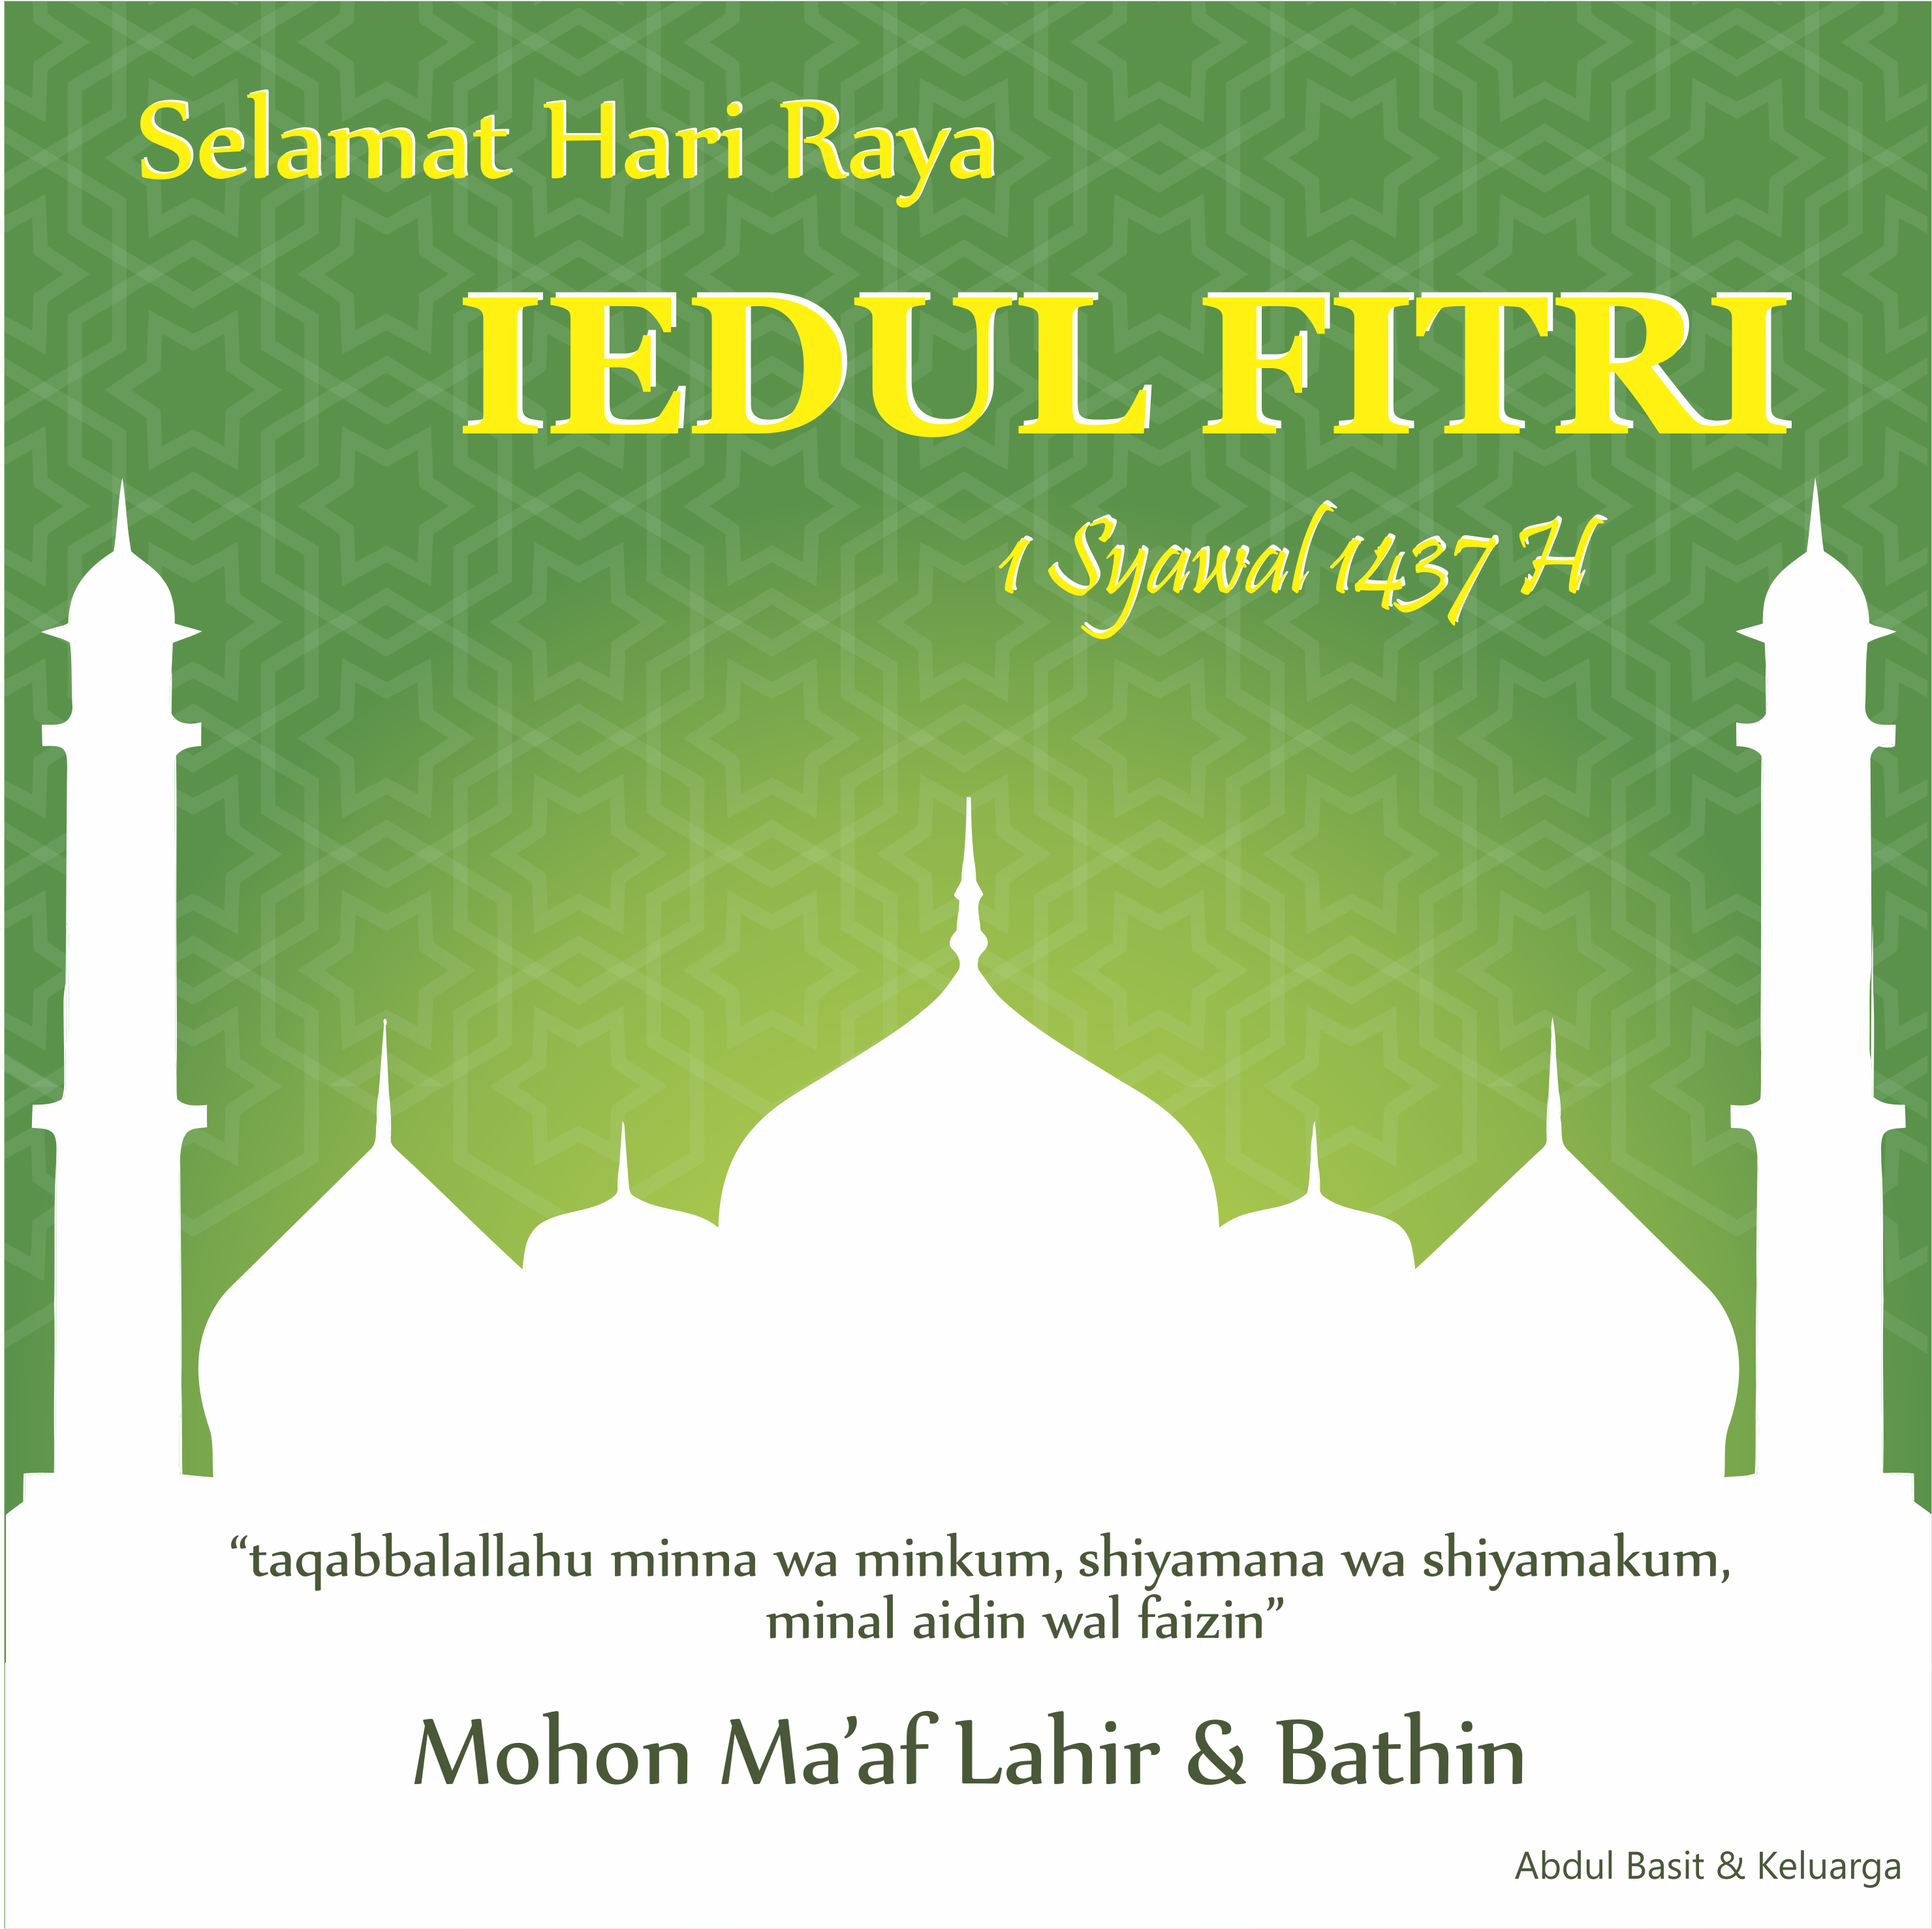 Selamat Hari Raya
IEDUL FITRI
1 Syawal 1437 H
“taqabbalallahu minna wa minkum, shiyamana wa shiyamakum,
minal aidin wal faizin”
Mohon Ma’af Lahir & Bathin
Abdul Basit & Keluarga